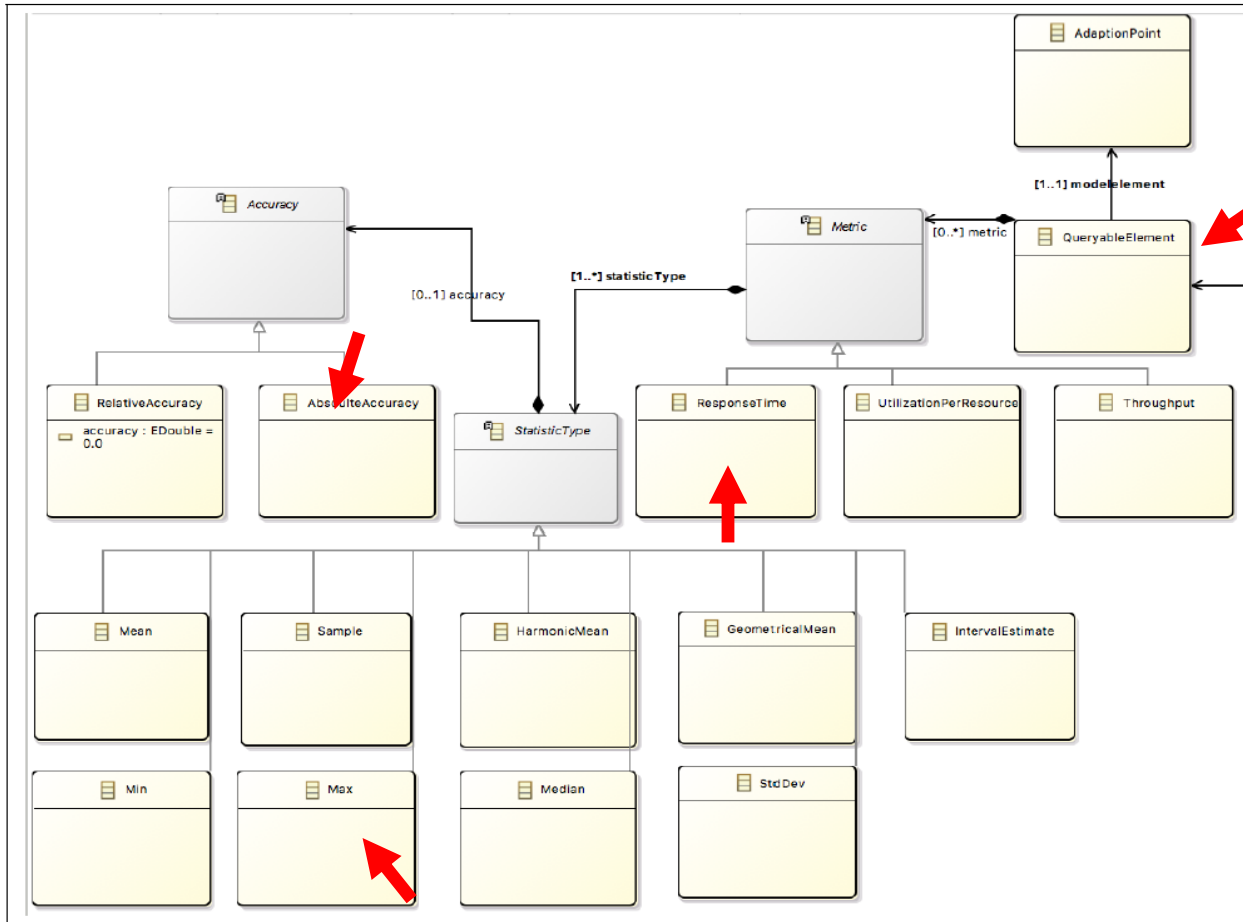 AdaptionPoint
[1..1] modelelement
Accuracy
Metric
[0..*] metric
QueryableElement
[1..*] statisticType
[0..1] accuracy
RelativeAccuracy
accuracy : EDouble =
0.0
AbsoulteAccuracy
StatisticType
ResponseTime
UtilizationPerResource
Throughput
Mean
Sample
HarmonicMean
GeometricalMean
IntervalEstimate
Min
Max
Median
StdDev